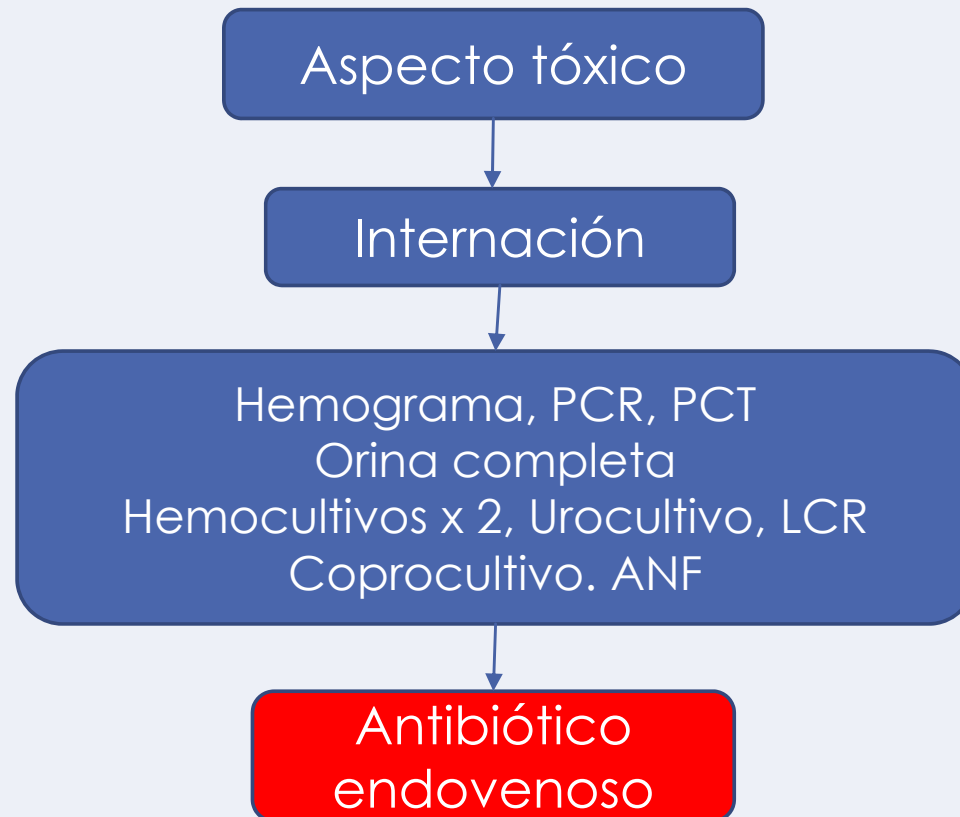 Aspecto tóxico
Internación
Hemograma, PCR, PCT
Orina completa
Hemocultivos x 2, Urocultivo, LCR
Coprocultivo. ANF
Antibiótico
endovenoso